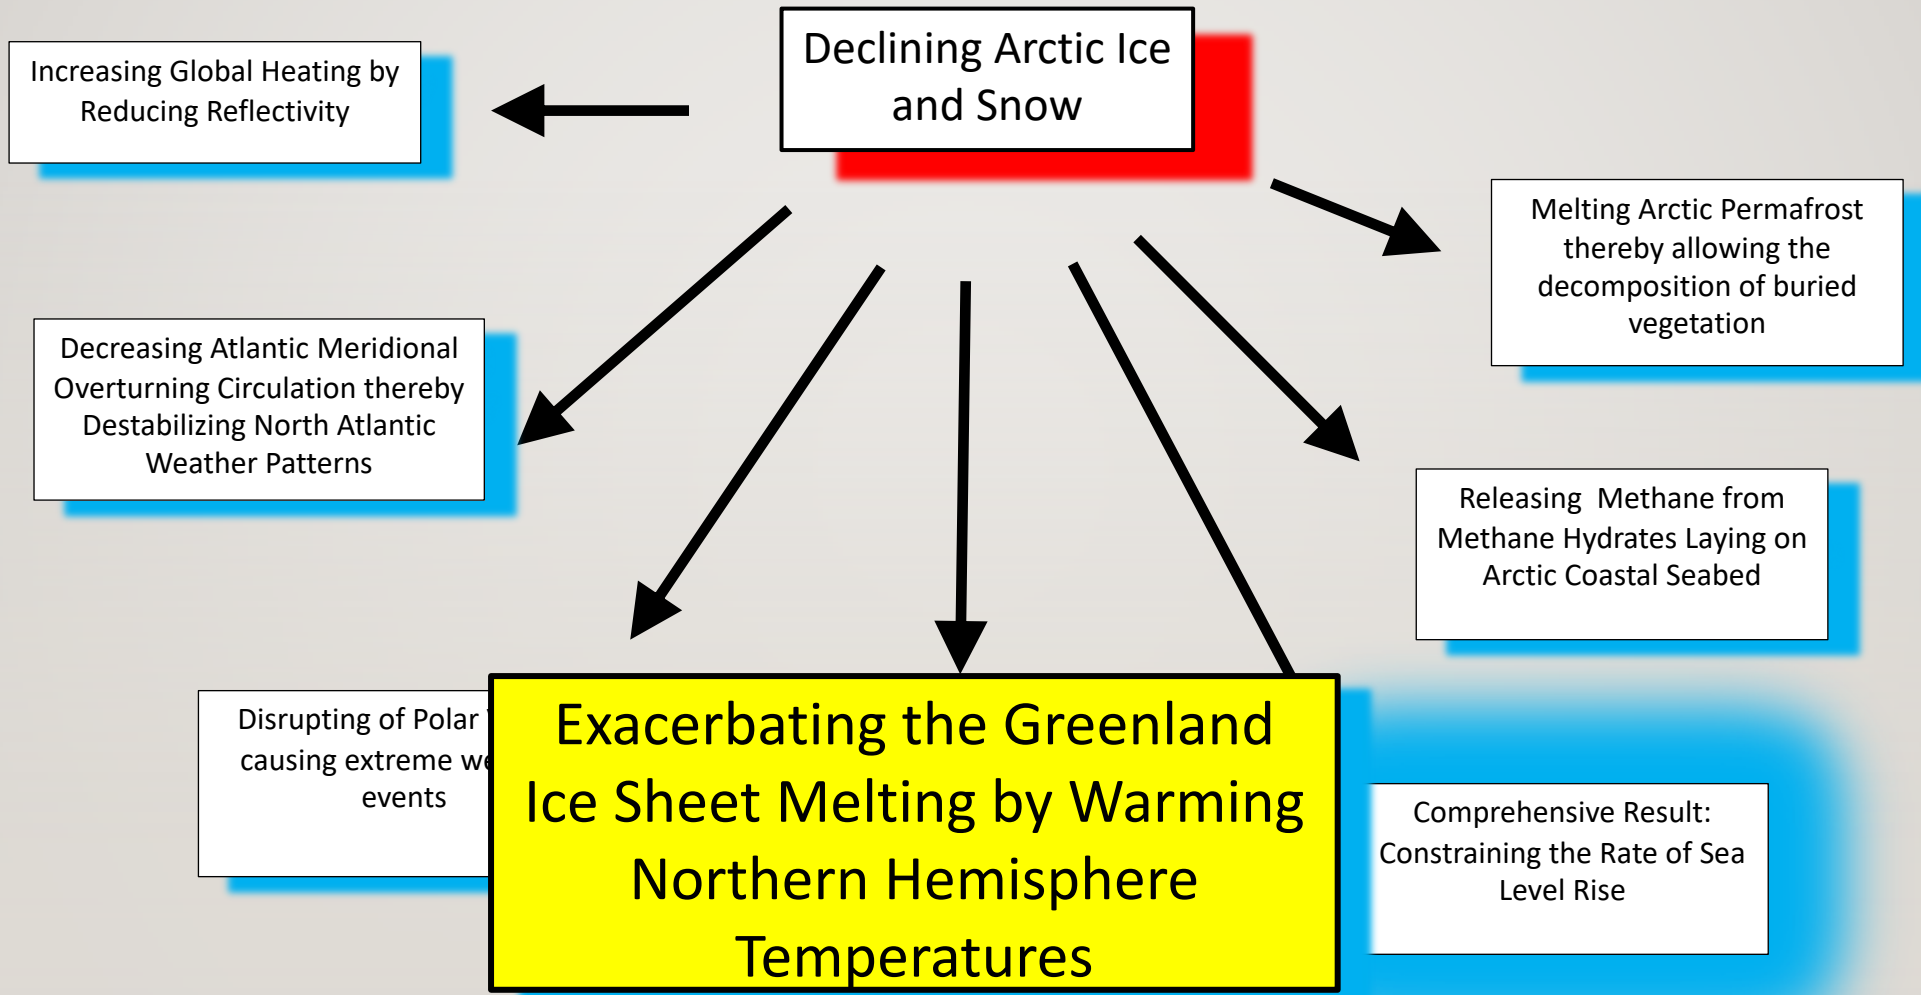 Declining Arctic Ice
and Snow
Increasing Global Heating by
Reducing Reflectivity
Melting Arctic Permafrost
thereby allowing the
decomposition of buried
vegetation
Decreasing Atlantic Meridional
Overturning Circulation thereby
Destabilizing North Atlantic
Weather Patterns
Releasing Methane from
Methane Hydrates Laying on
Arctic Coastal Seabed
Disrupting of Polar
causing extreme
events
Exacerbating the Greenland
Ice Sheet Melting by Warming
Northern Hemisphere
Temperatures
Comprehensive Result:
Constraining the Rate of Sea
Level Rise